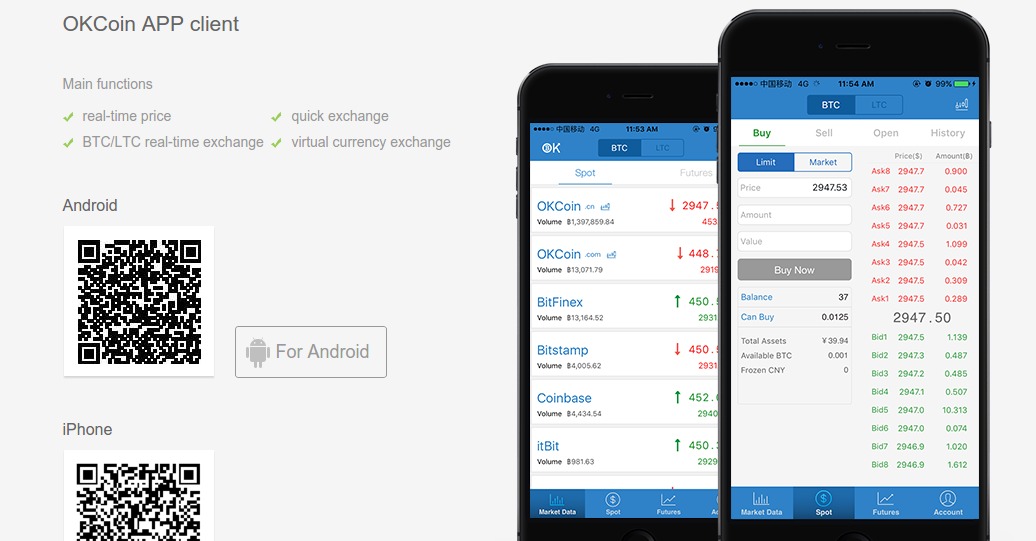 OKCoin APP client
Main functions
real-time price
quick exchange
BTC/LTC real-time exchange
virtual currency exchange
Android
For Android
iPhone
中国移动 4G 11:53 AM
OK BTC LTC
Spot Futures
OKCoin .cn 2947.
Volume ฿1,397,859.84 453
OKCoin .com 448.
Volume ฿13,071.79 2919
BitFinex 450.
Volume ฿13,164.52 2931
Bitstamp 450.
Volume ฿4,005.62 2931
Coinbase 452.
Volume ฿4,434.54 2940
itBit 450.
Volume ฿981.63 2929
Market Data Spot Futures
中国移动 4G 11:54 AM 99%
BTC LTC
Buy Sell Open History
Limit Market
Price 2947.53
Amount
Value
Buy Now
Balance 37
Can Buy 0.0125
Total Assets ¥39.94
Available BTC 0.001
Frozen CNY 0
Price($) Amount(฿)
Ask8 2947.7 0.900
Ask7 2947.7 0.045
Ask6 2947.7 0.727
Ask5 2947.7 0.031
Ask4 2947.5 1.099
Ask3 2947.5 0.042
Ask2 2947.5 0.309
Ask1 2947.5 0.289
2947.50
Bid1 2947.5 1.139
Bid2 2947.3 0.487
Bid3 2947.2 0.485
Bid4 2947.1 0.507
Bid5 2947.0 10.313
Bid6 2947.0 0.074
Bid7 2946.9 1.020
Bid8 2946.9 1.612
Market Data Spot Futures Account